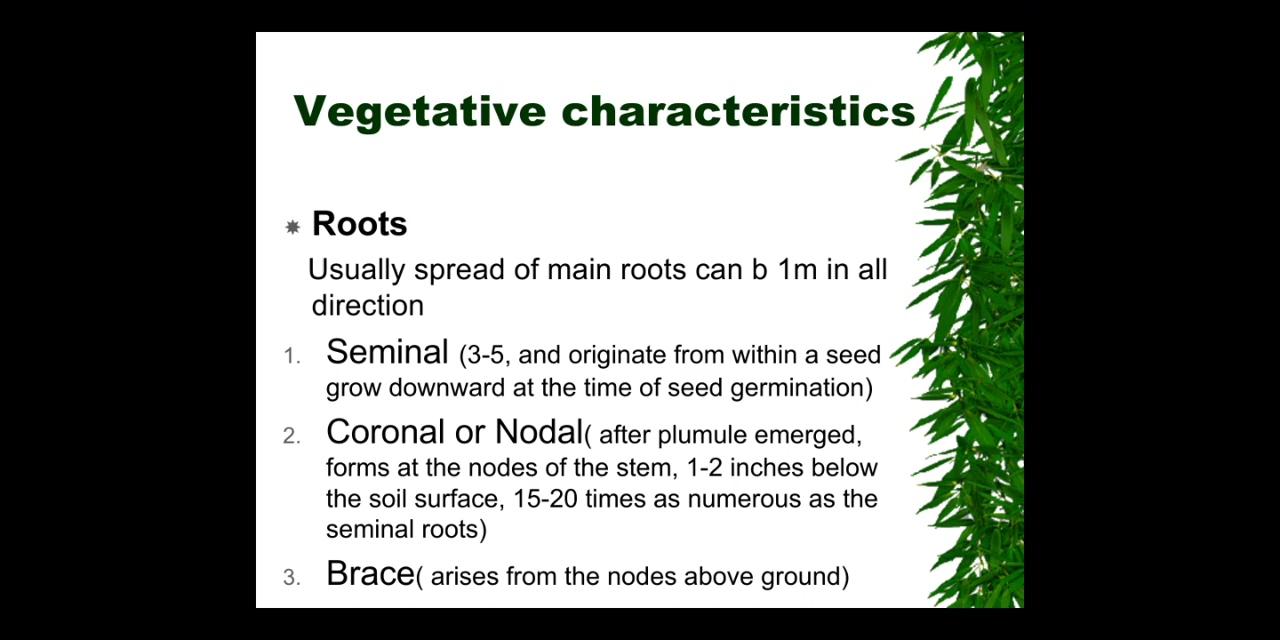 Vegetative characteristics
Roots
Usually spread of main roots can b 1m in all
direction
1. Seminal (3-5, and originate from within a seed
grow downward at the time of seed germination)
2. Coronal or Nodal( after plumule emerged,
forms at the nodes of the stem, 1-2 inches below
the soil surface, 15-20 times as numerous as the
seminal roots)
3. Brace( arises from the nodes above ground)